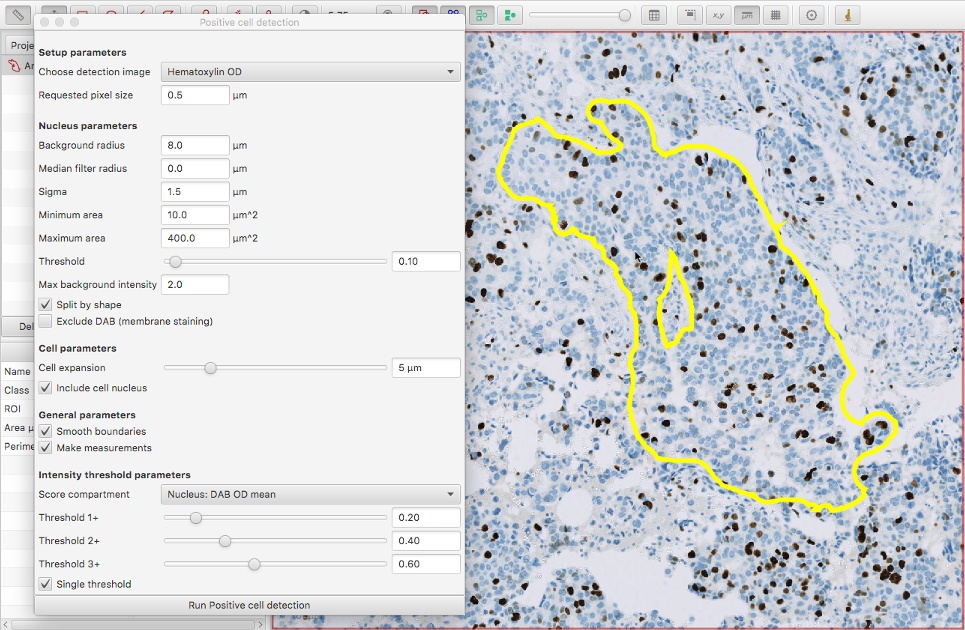 Positive cell detection
Proje
An
Setup parameters
Choose detection image Hematoxylin OD
Requested pixel size 0.5 µm
Nucleus parameters
Background radius 8.0 µm
Median filter radius 0.0 µm
Sigma 1.5 µm
Minimum area 10.0 µm^2
Maximum area 400.0 µm^2
Threshold 0.10
Max background intensity 2.0
Split by shape
Exclude DAB (membrane staining)
Del
Cell parameters
Name
Cell expansion 5 µm
Class
Include cell nucleus
ROI
General parameters
Area µ
Smooth boundaries
Perime
Make measurements
Intensity threshold parameters
Score compartment Nucleus: DAB OD mean
Threshold 1+ 0.20
Threshold 2+ 0.40
Threshold 3+ 0.60
Single threshold
Run Positive cell detection
x,y
µm